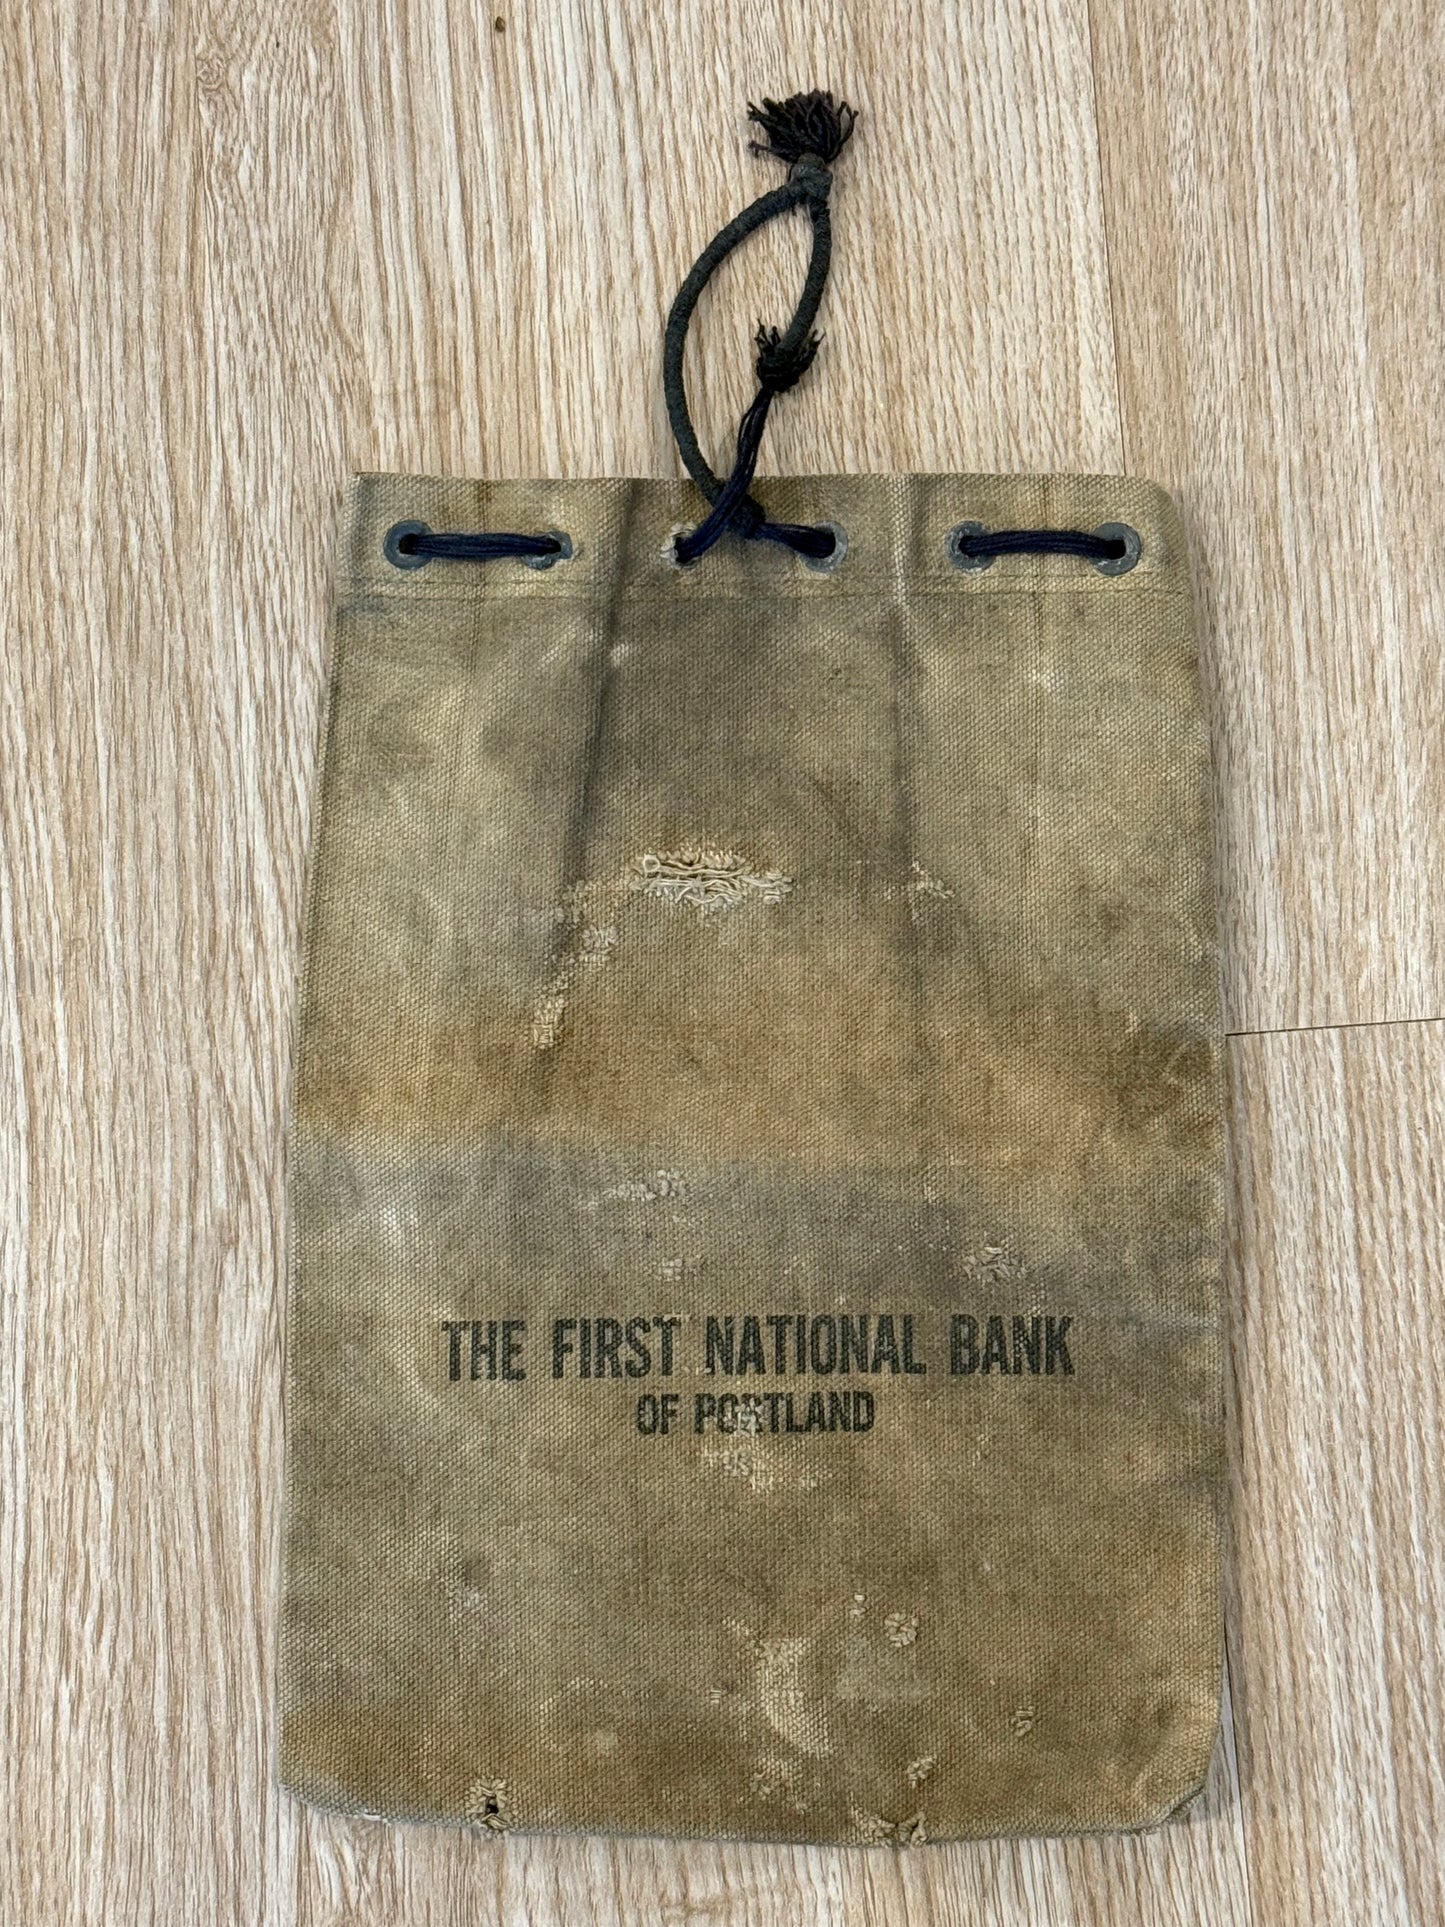 THE FIRST NATIONAL BANK
OF PORTLAND